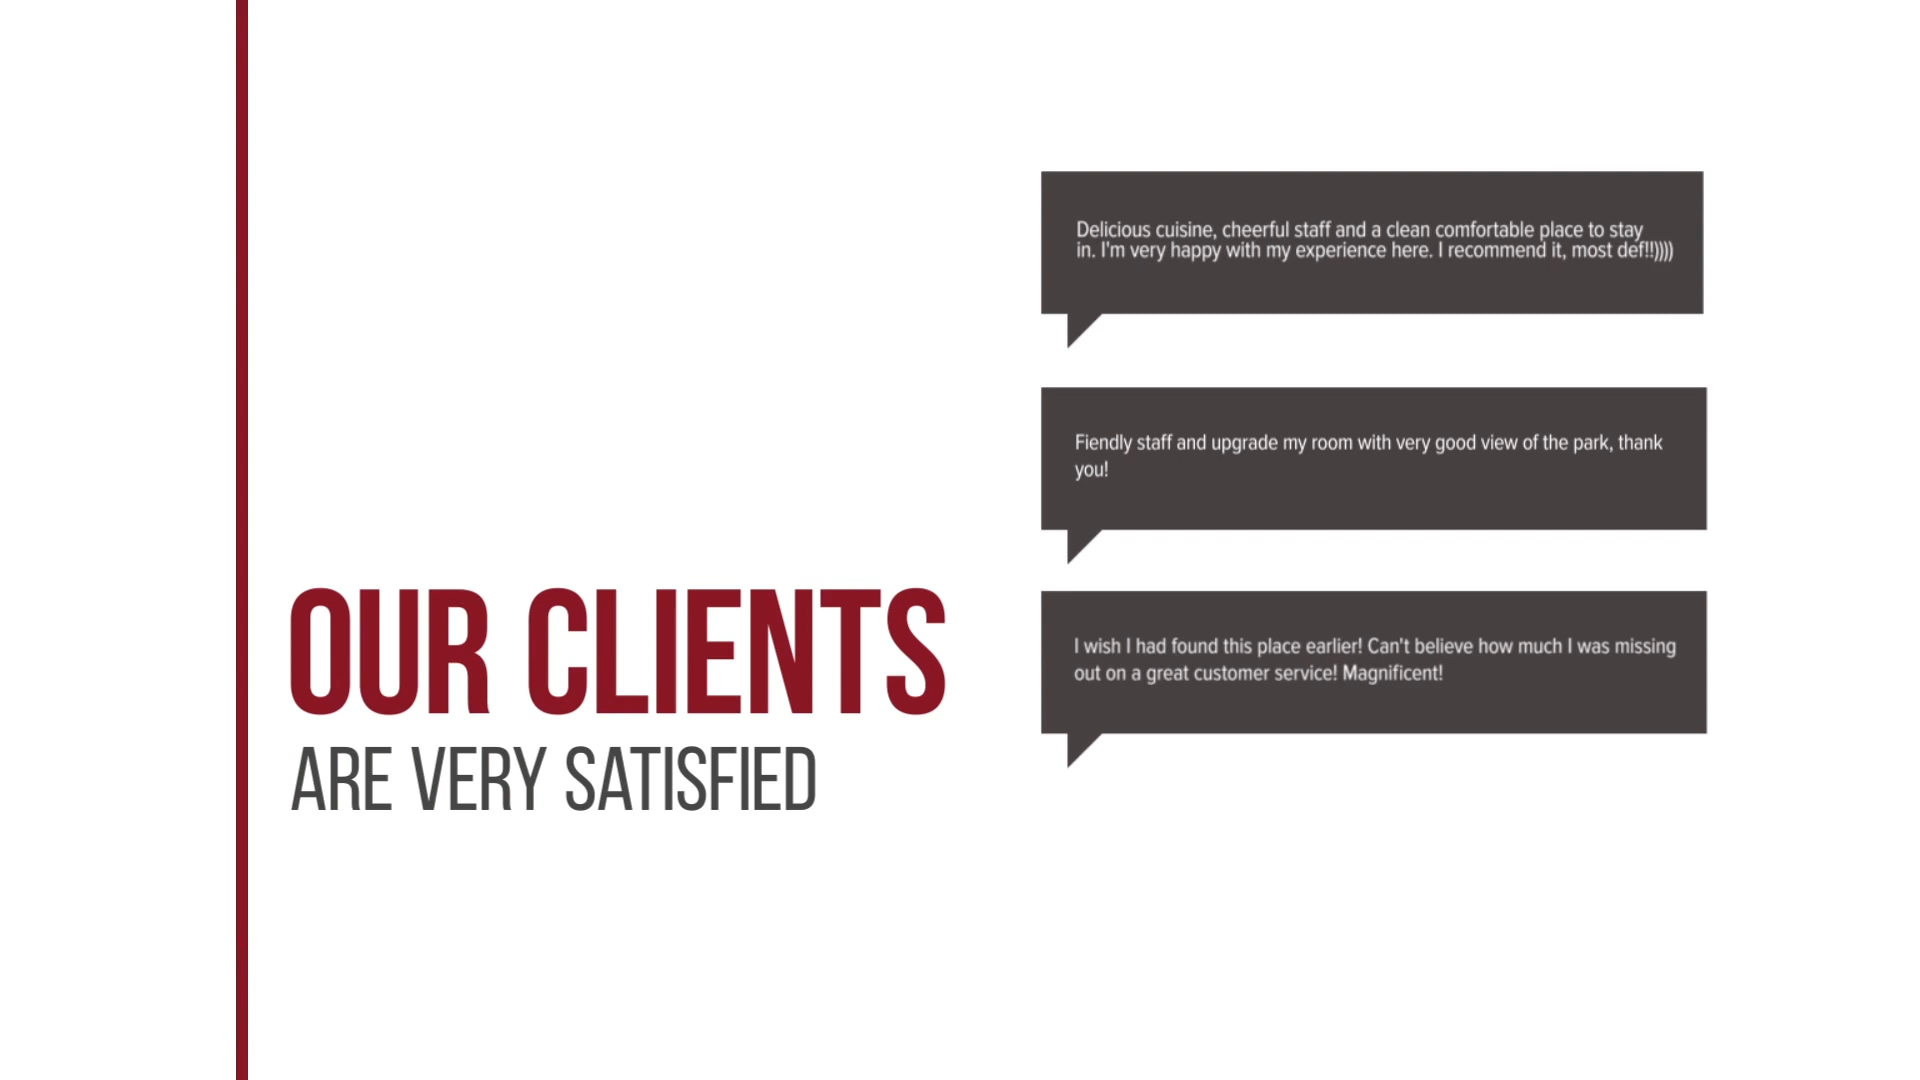 OUR CLIENTS
ARE VERY SATISFIED
Delicious cuisine, cheerful staff and a clean comfortable place to stay
in. I'm very happy with my experience here. I recommend it, most def!!))))
Fiendly staff and upgrade my room with very good view of the park, thank
you!
I wish I had found this place earlier! Can't believe how much I was missing
out on a great customer service! Magnificent!